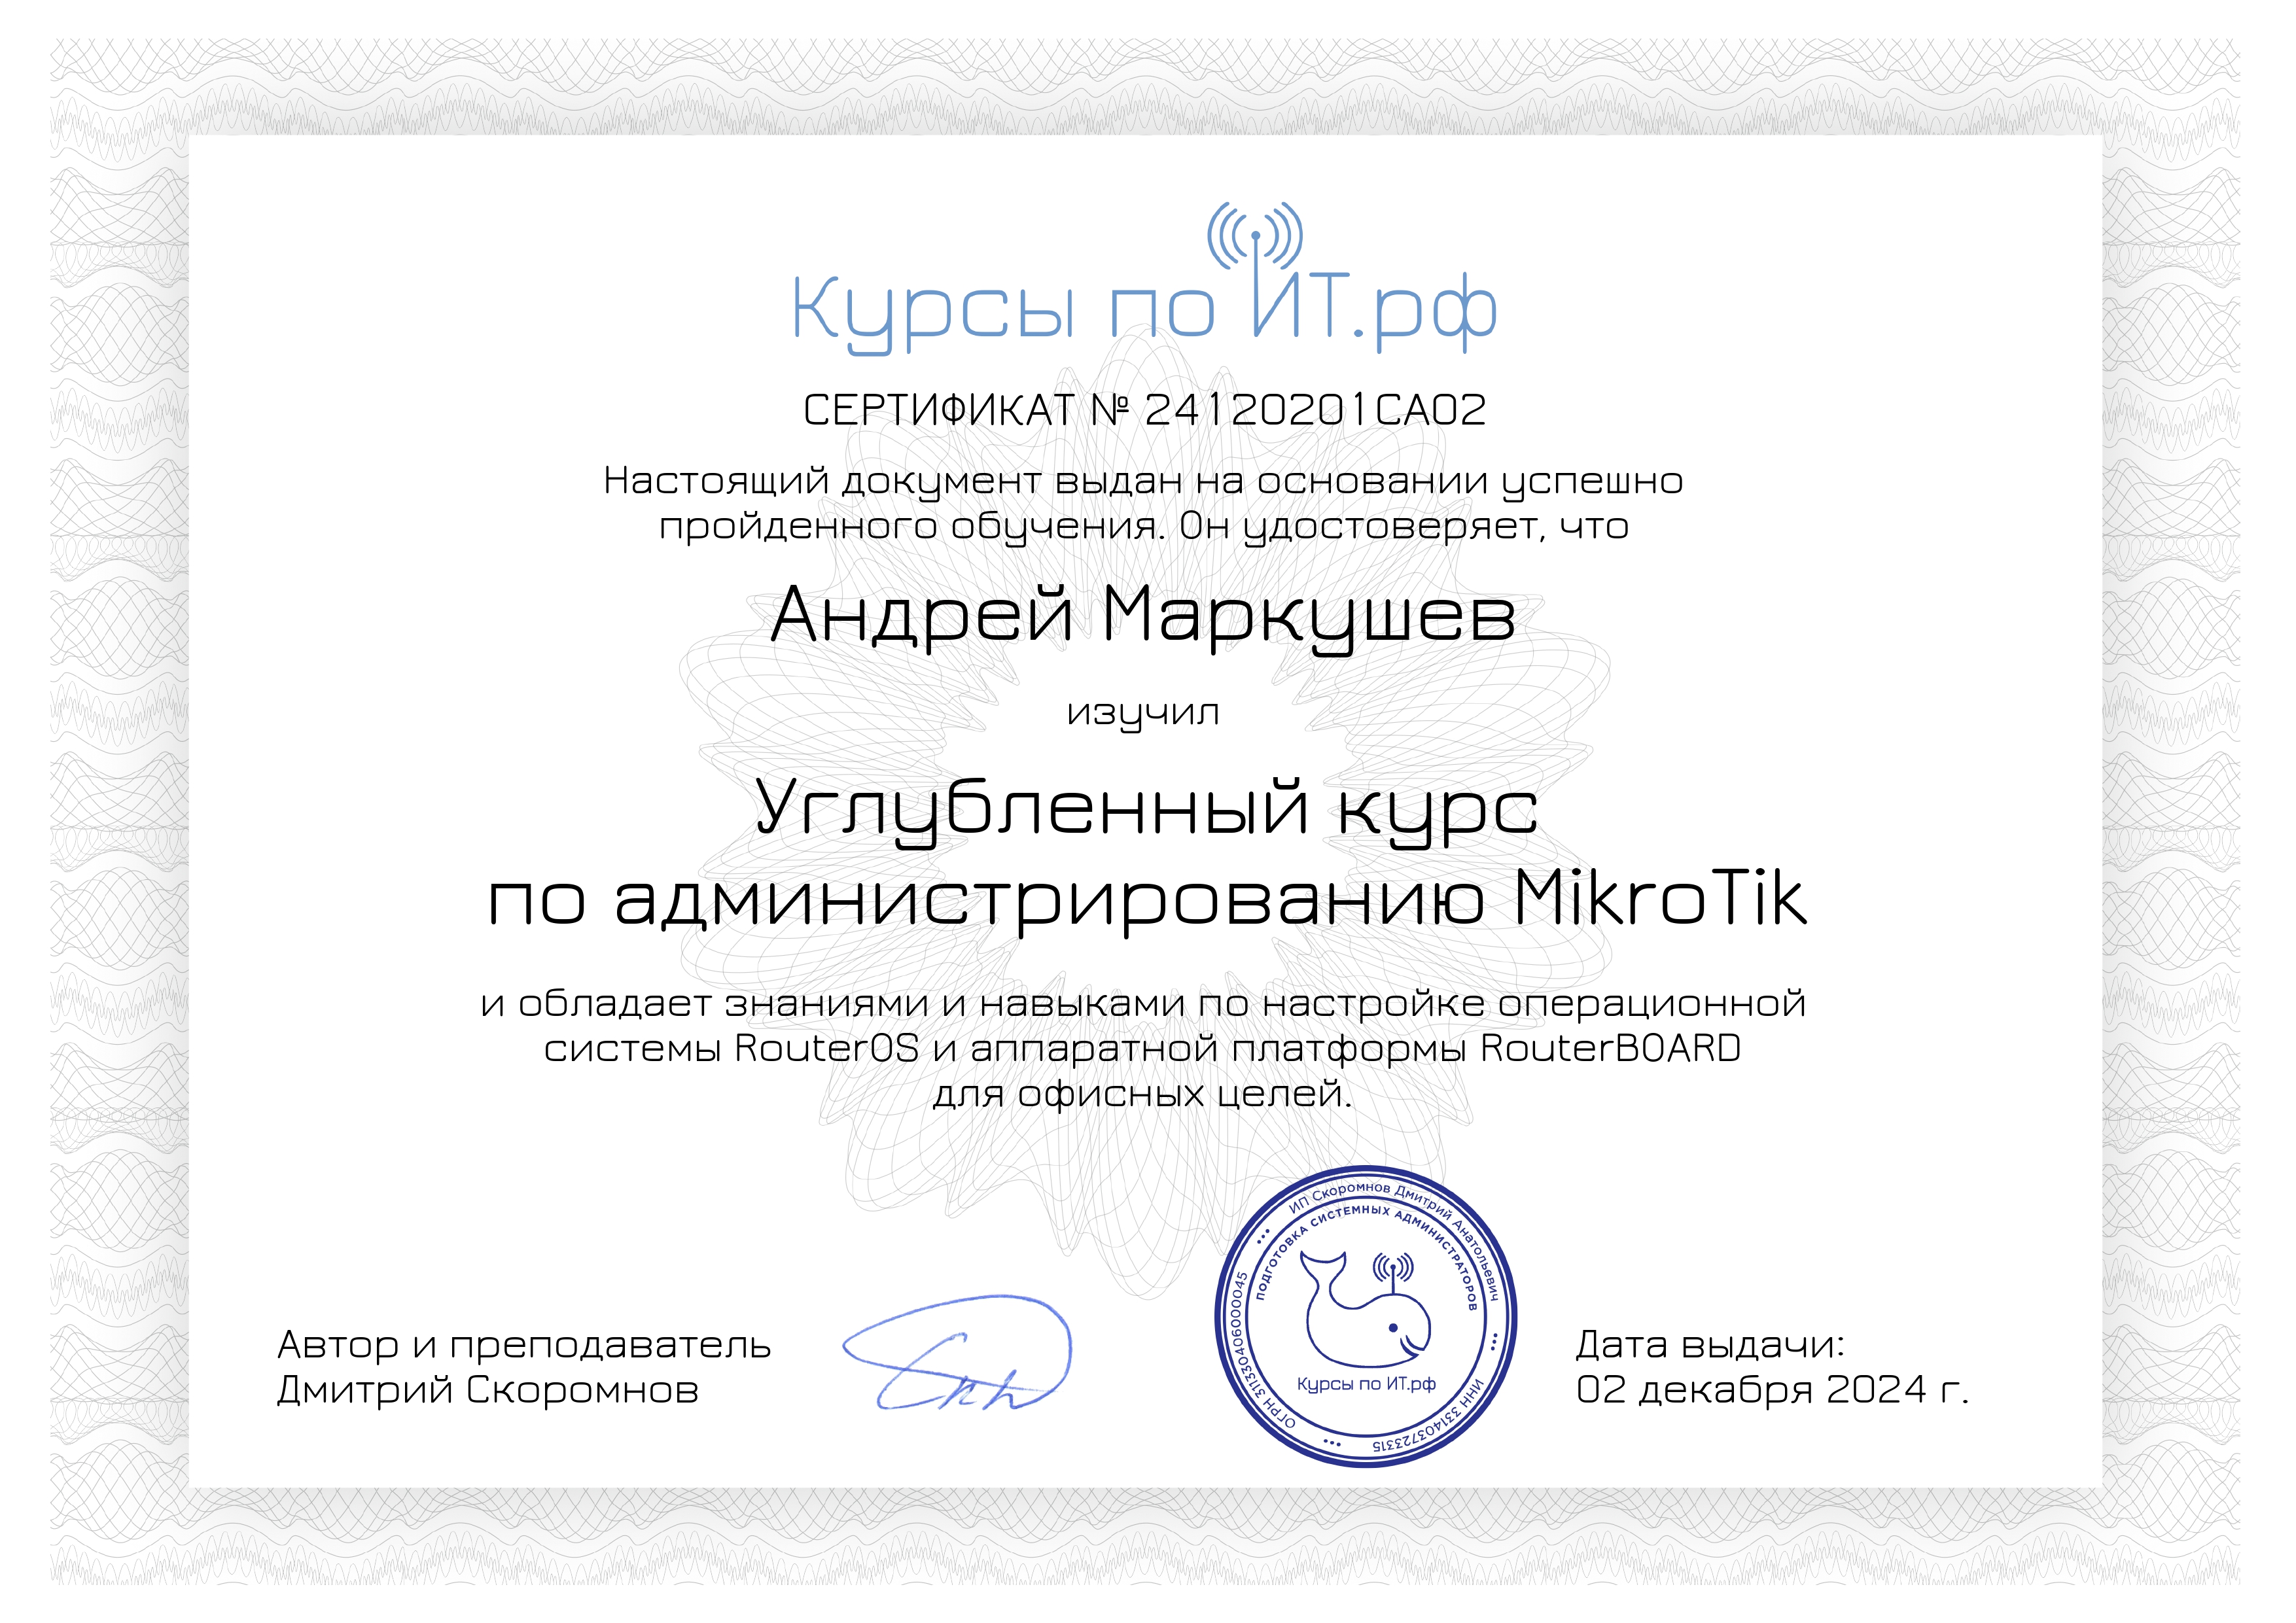 Курсы по ИТ.рф
СЕРТИФИКАТ № 24120201СА02
Настоящий документ выдан на основании успешно
пройденного обучения. Он удостоверяет, что
Андрей Маркушев
изучил
Углубленный курс
по администрированию MikroTik
и обладает знаниями и навыками по настройке операционной
системы RouterOS и аппаратной платформы RouterBOARD
для офисных целей.
Автор и преподаватель
Дмитрий Скоромнов
ИП Скоромнов Дмитрий Анатольевич
ИНН 331403723315
ОГРН 311330406000045
ПОДГОТОВКА СИСТЕМНЫХ АДМИНИСТРАТОРОВ
Курсы по ИТ.рф
Дата выдачи:
02 декабря 2024 г.